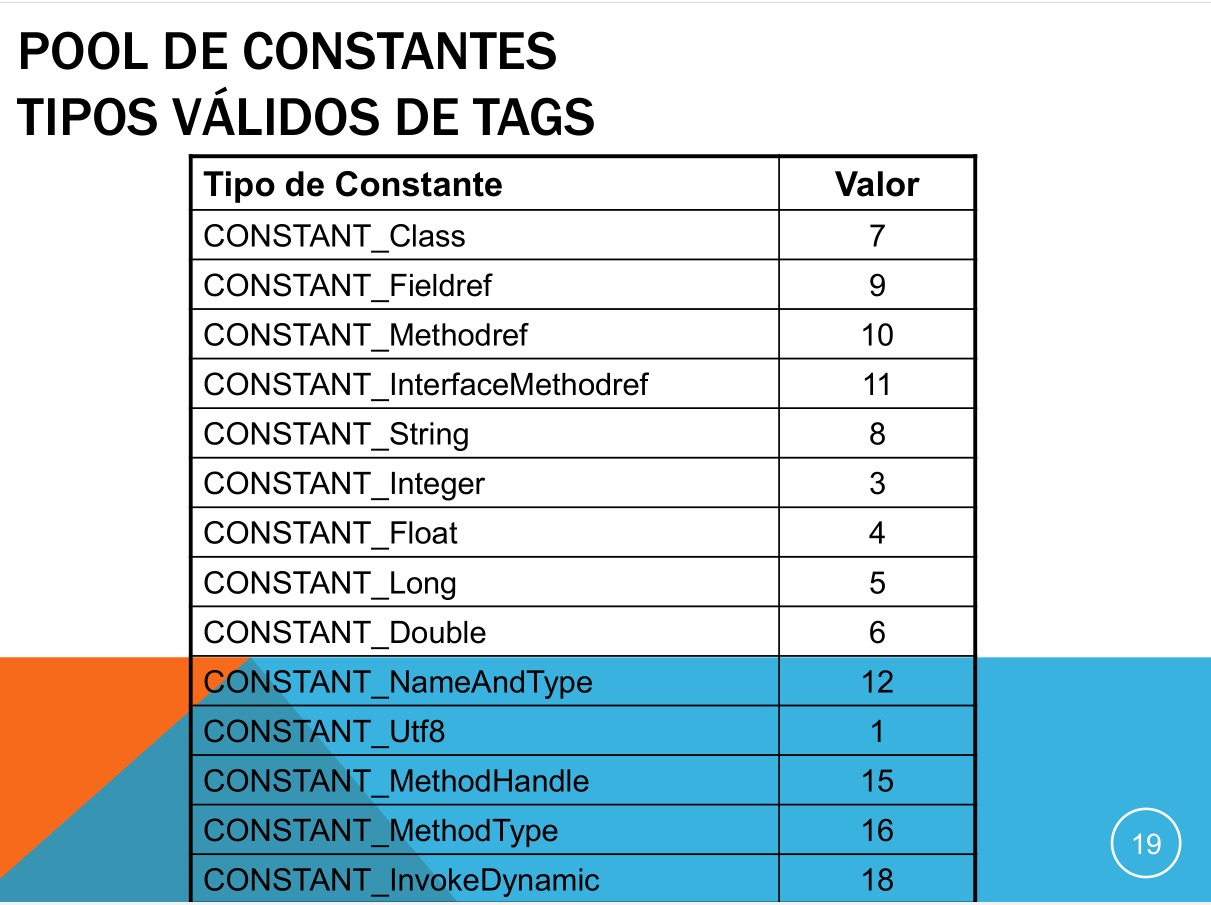 POOL DE CONSTANTES
TIPOS VÁLIDOS DE TAGS
Tipo de Constante Valor
CONSTANT_Class 7
CONSTANT_Fieldref 9
CONSTANT_Methodref 10
CONSTANT_InterfaceMethodref 11
CONSTANT_String 8
CONSTANT_Integer 3
CONSTANT_Float 4
CONSTANT_Long 5
CONSTANT_Double 6
CONSTANT_NameAndType 12
CONSTANT_Utf8 1
CONSTANT_MethodHandle 15
CONSTANT_MethodType 16
CONSTANT_InvokeDynamic 18
19